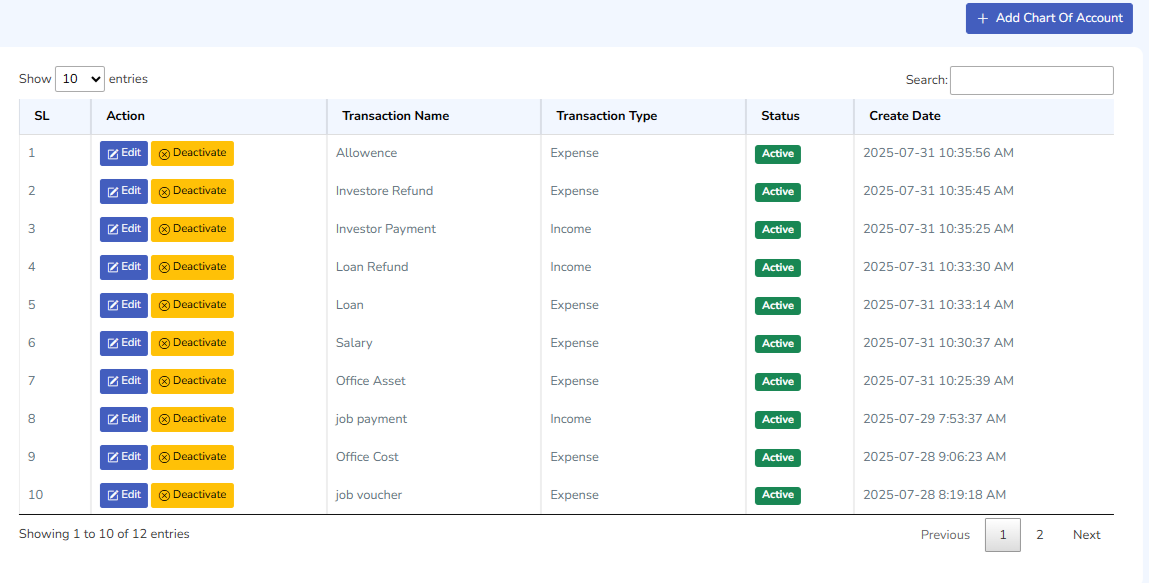 + Add Chart Of Account
Show 10 entries
Search:
SL Action Transaction Name Transaction Type Status Create Date
1 Edit Deactivate Allowence Expense Active 2025-07-31 10:35:56 AM
2 Edit Deactivate Investore Refund Expense Active 2025-07-31 10:35:45 AM
3 Edit Deactivate Investor Payment Income Active 2025-07-31 10:35:25 AM
4 Edit Deactivate Loan Refund Income Active 2025-07-31 10:33:30 AM
5 Edit Deactivate Loan Expense Active 2025-07-31 10:33:14 AM
6 Edit Deactivate Salary Expense Active 2025-07-31 10:30:37 AM
7 Edit Deactivate Office Asset Expense Active 2025-07-31 10:25:39 AM
8 Edit Deactivate job payment Income Active 2025-07-29 7:53:37 AM
9 Edit Deactivate Office Cost Expense Active 2025-07-28 9:06:23 AM
10 Edit Deactivate job voucher Expense Active 2025-07-28 8:19:18 AM
Showing 1 to 10 of 12 entries
Previous 1 2 Next